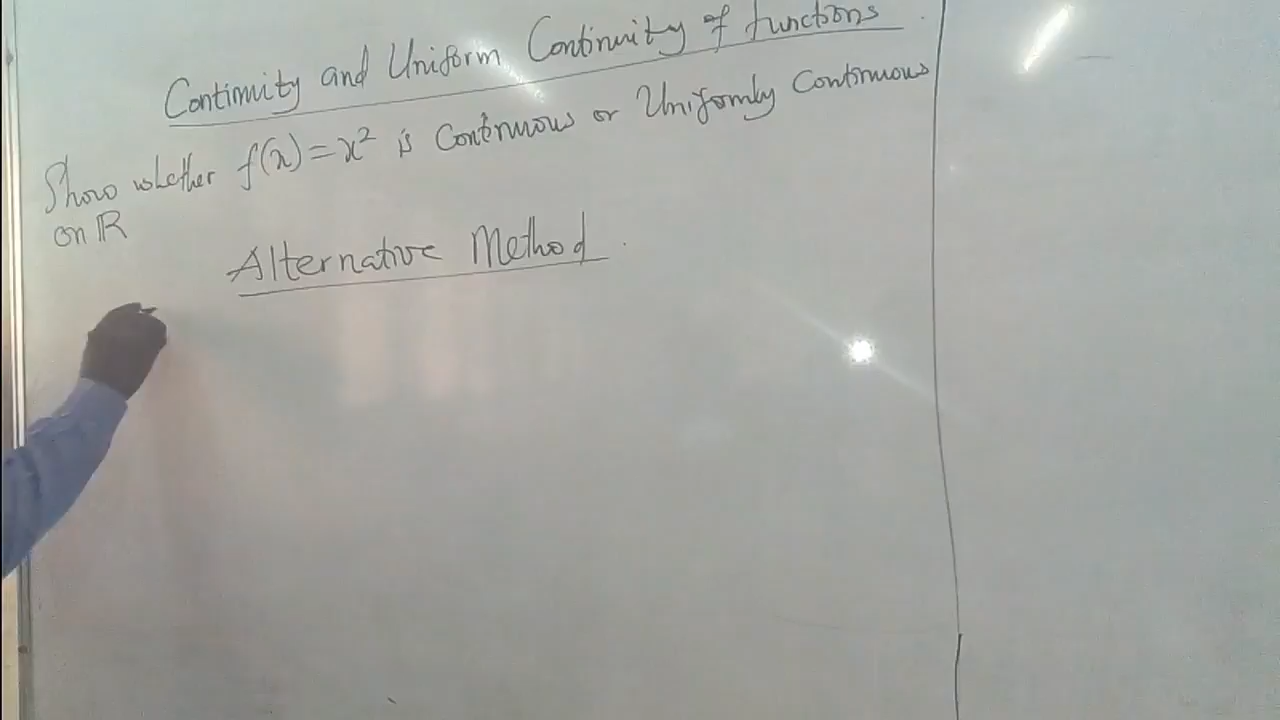 Continuity and Uniform Continuity of functions
Show whether f(x)=x² is Continuous or Uniformly Continuous
on ℝ
Alternative Method